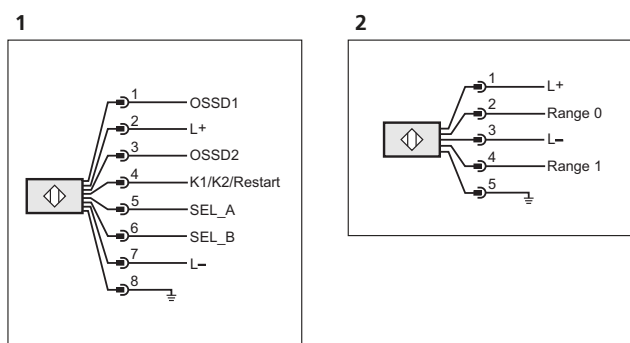 1
1 OSSD1
2 L+
3 OSSD2
4 K1/K2/Restart
5 SEL_A
6 SEL_B
7 L–
8
2
1 L+
2 Range 0
3 L–
4 Range 1
5